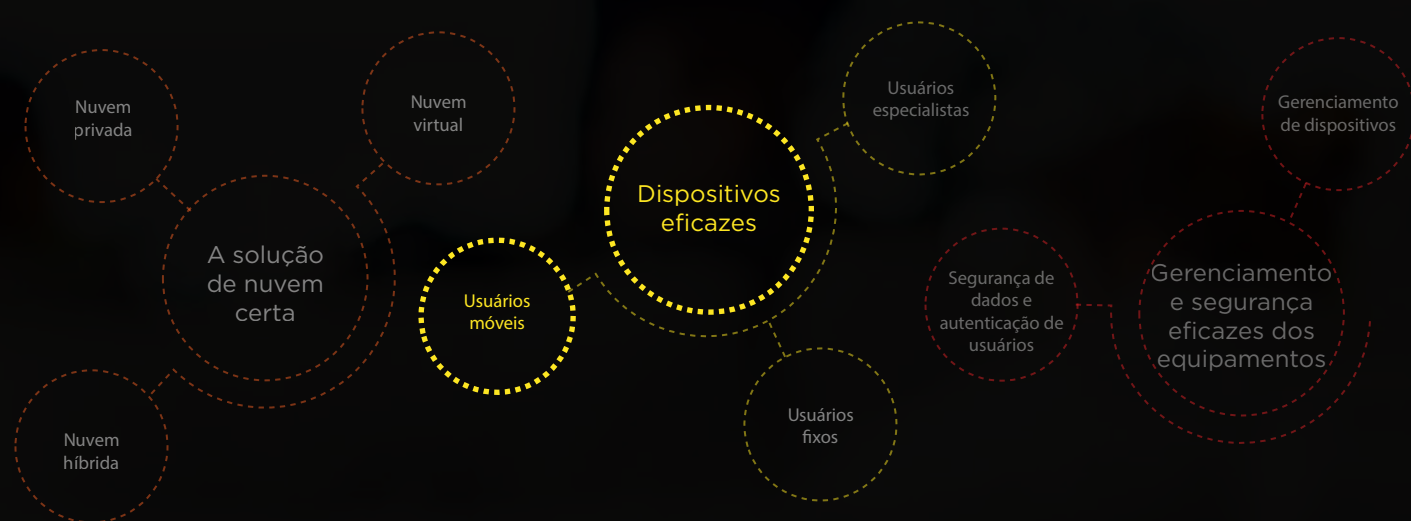 Nuvem
privada
Nuvem
virtual
A solução
de nuvem
certa
Nuvem
híbrida
Usuários
móveis
Dispositivos
eficazes
Usuários
especialistas
Usuários
fixos
Segurança de
dados e
autenticação de
usuários
Gerenciamento
de dispositivos
Gerenciamento
e segurança
eficazes dos
equipamentos